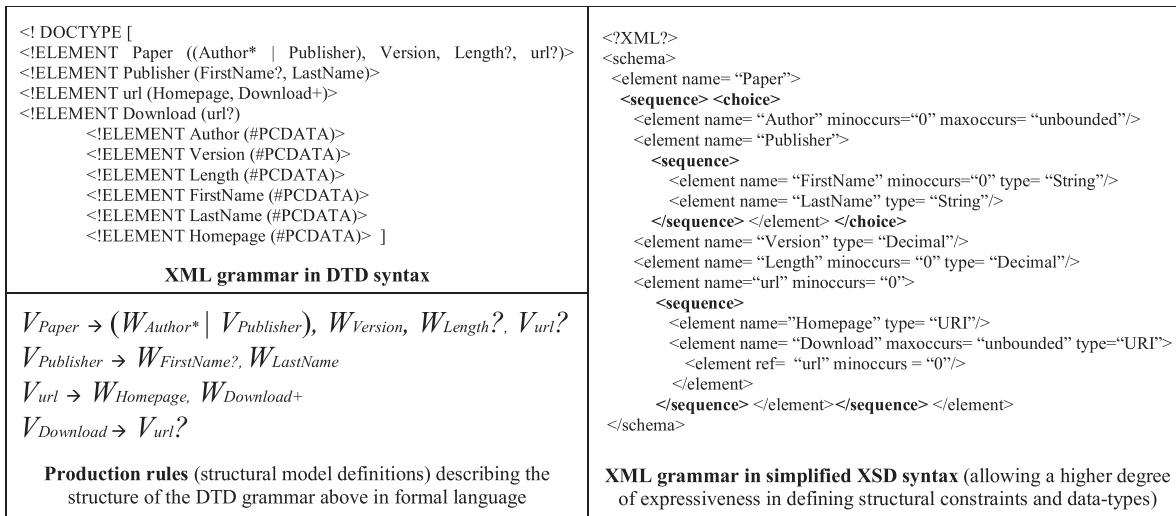 <! DOCTYPE [
<!ELEMENT Paper ((Author* | Publisher), Version, Length?, url?)>
<!ELEMENT Publisher (FirstName?, LastName)>
<!ELEMENT url (Homepage, Download+)>
<!ELEMENT Download (url?)
<!ELEMENT Author (#PCDATA)>
<!ELEMENT Version (#PCDATA)>
<!ELEMENT Length (#PCDATA)>
<!ELEMENT FirstName (#PCDATA)>
<!ELEMENT LastName (#PCDATA)>
<!ELEMENT Homepage (#PCDATA)> ]
XML grammar in DTD syntax
VPaper → (WAuthor* | VPublisher), WVersion, WLength?, Vurl?
VPublisher → WFirstName?, WLastName
Vurl → WHomepage, WDownload+
VDownload → Vurl?
Production rules (structural model definitions) describing the
structure of the DTD grammar above in formal language
<?XML?>
<schema>
<element name= “Paper”>
<sequence> <choice>
<element name= “Author” minoccurs=“0” maxoccurs= “unbounded”/>
<element name= “Publisher”>
<sequence>
<element name= “FirstName” minoccurs=“0” type= “String”/>
<element name= “LastName” type= “String”/>
</sequence> </element> </choice>
<element name= “Version” type= “Decimal”/>
<element name= “Length” minoccurs= “0” type= “Decimal”/>
<element name=“url” minoccurs= “0”>
<sequence>
<element name=”Homepage” type= “URI”/>
<element name= “Download” maxoccurs= “unbounded” type=“URI”>
<element ref= “url” minoccurs = “0”/>
</element>
</sequence> </element></sequence> </element>
</schema>
XML grammar in simplified XSD syntax (allowing a higher degree
of expressiveness in defining structural constraints and data-types)